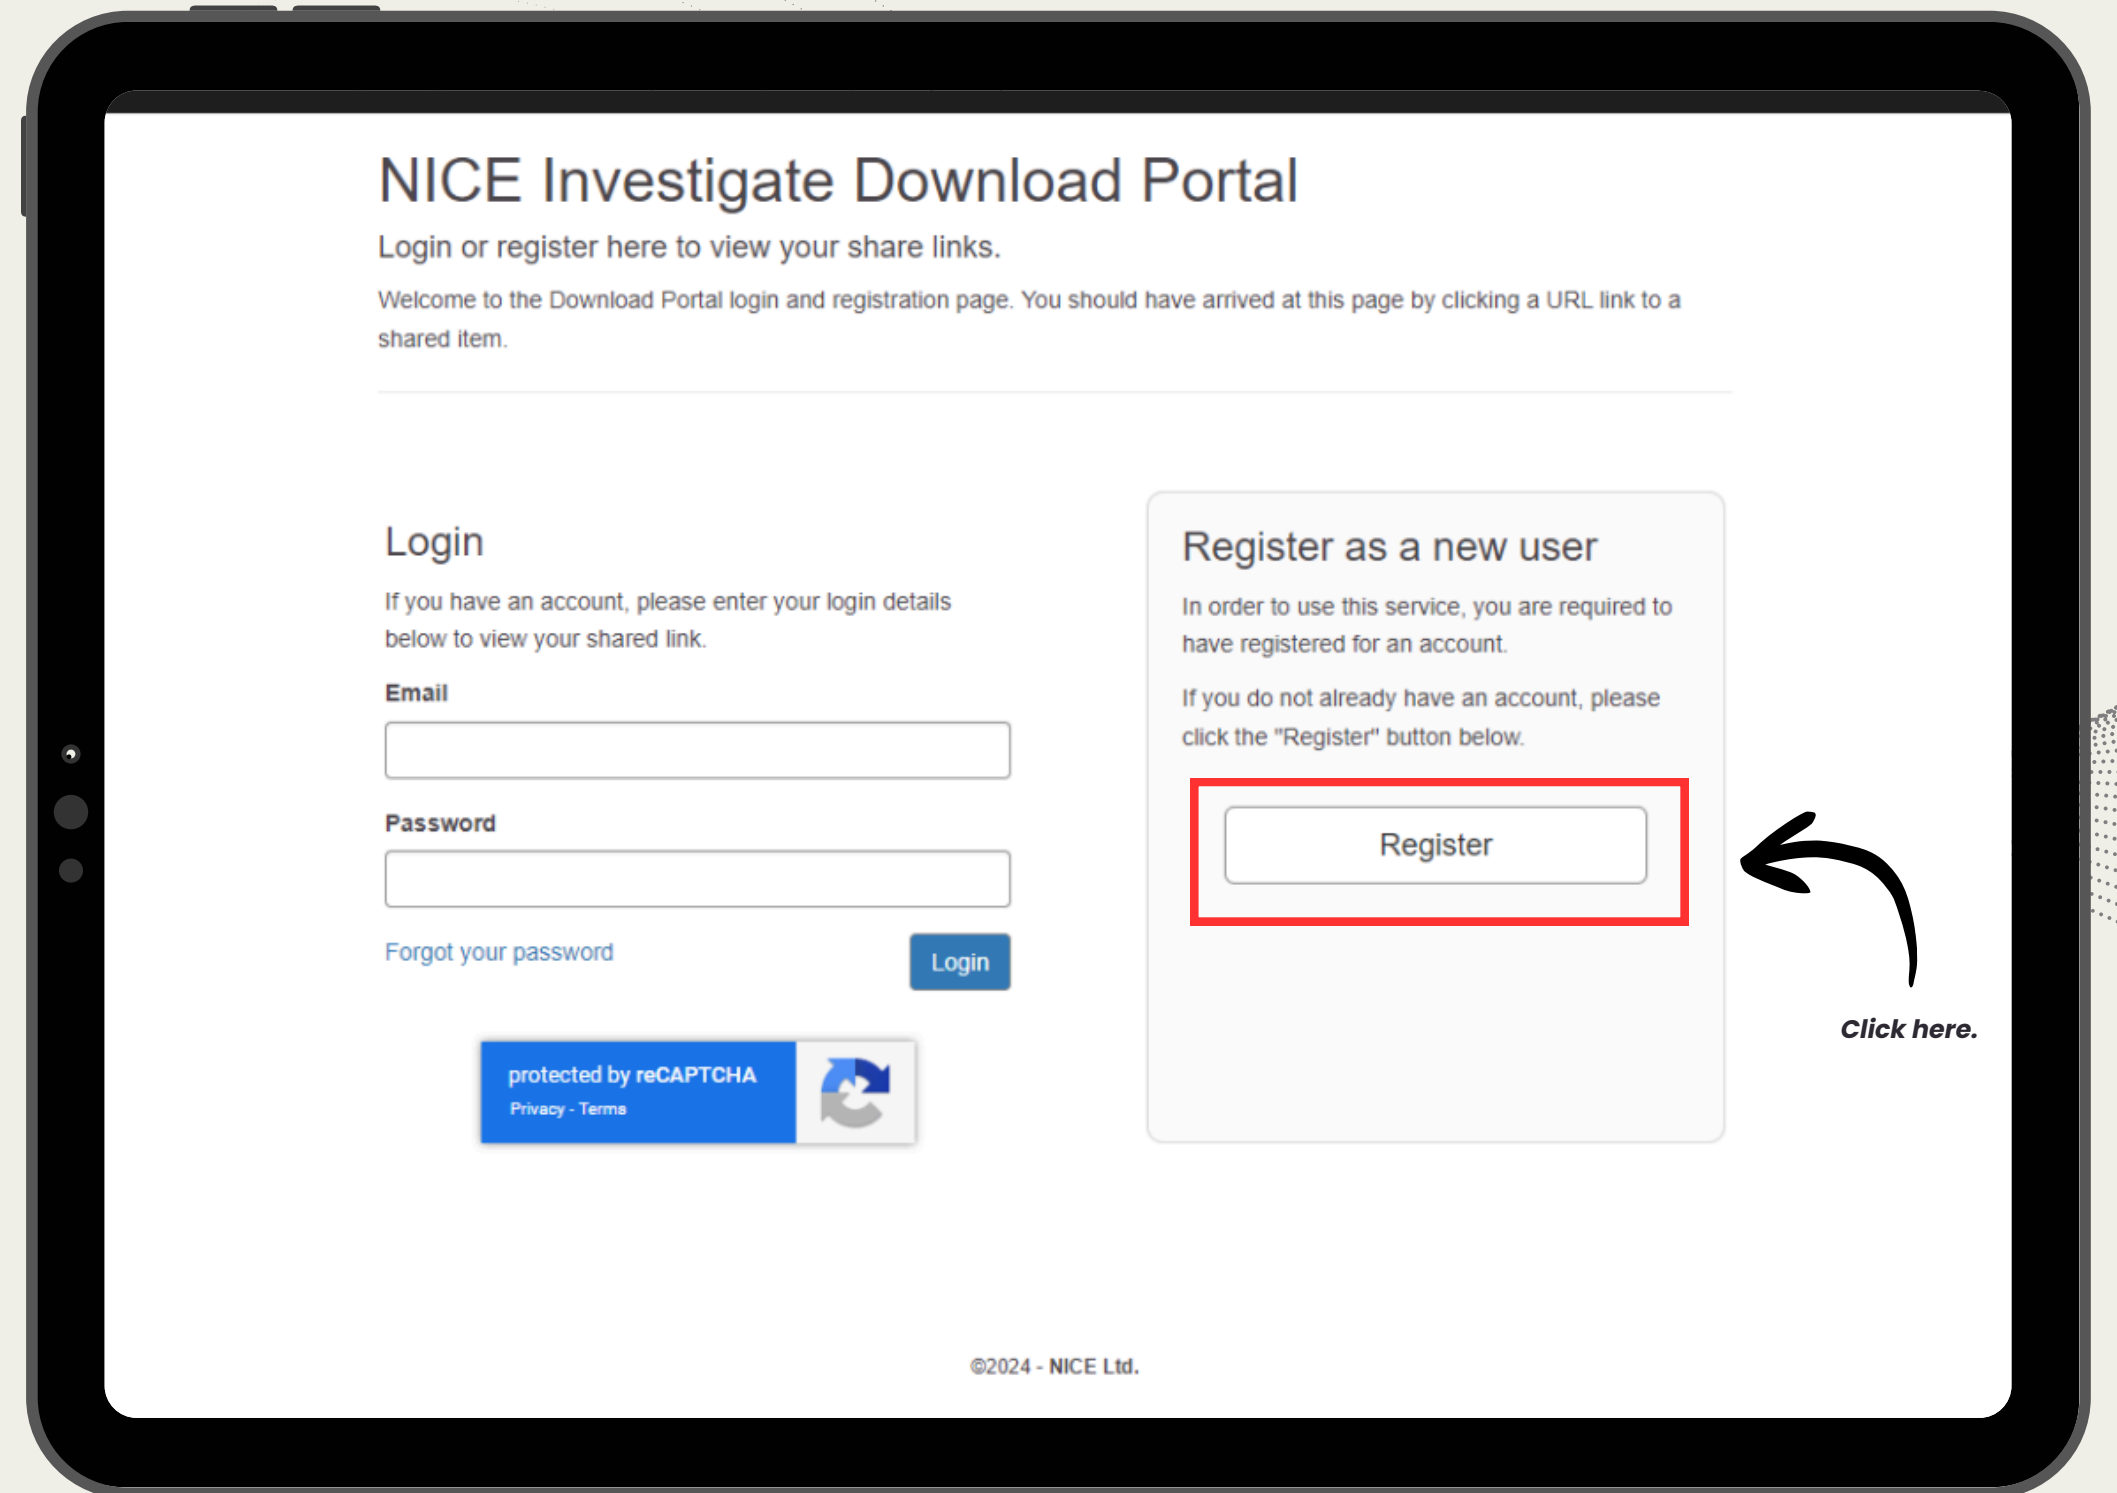 NICE Investigate Download Portal
Login or register here to view your share links.
Welcome to the Download Portal login and registration page. You should have arrived at this page by clicking a URL link to a
shared item.
Login
If you have an account, please enter your login details
below to view your shared link.
Email
Password
Forgot your password
Login
protected by reCAPTCHA
Privacy - Terms
Register as a new user
In order to use this service, you are required to
have registered for an account.
If you do not already have an account, please
click the "Register" button below.
Register
Click here.
©2024 - NICE Ltd.